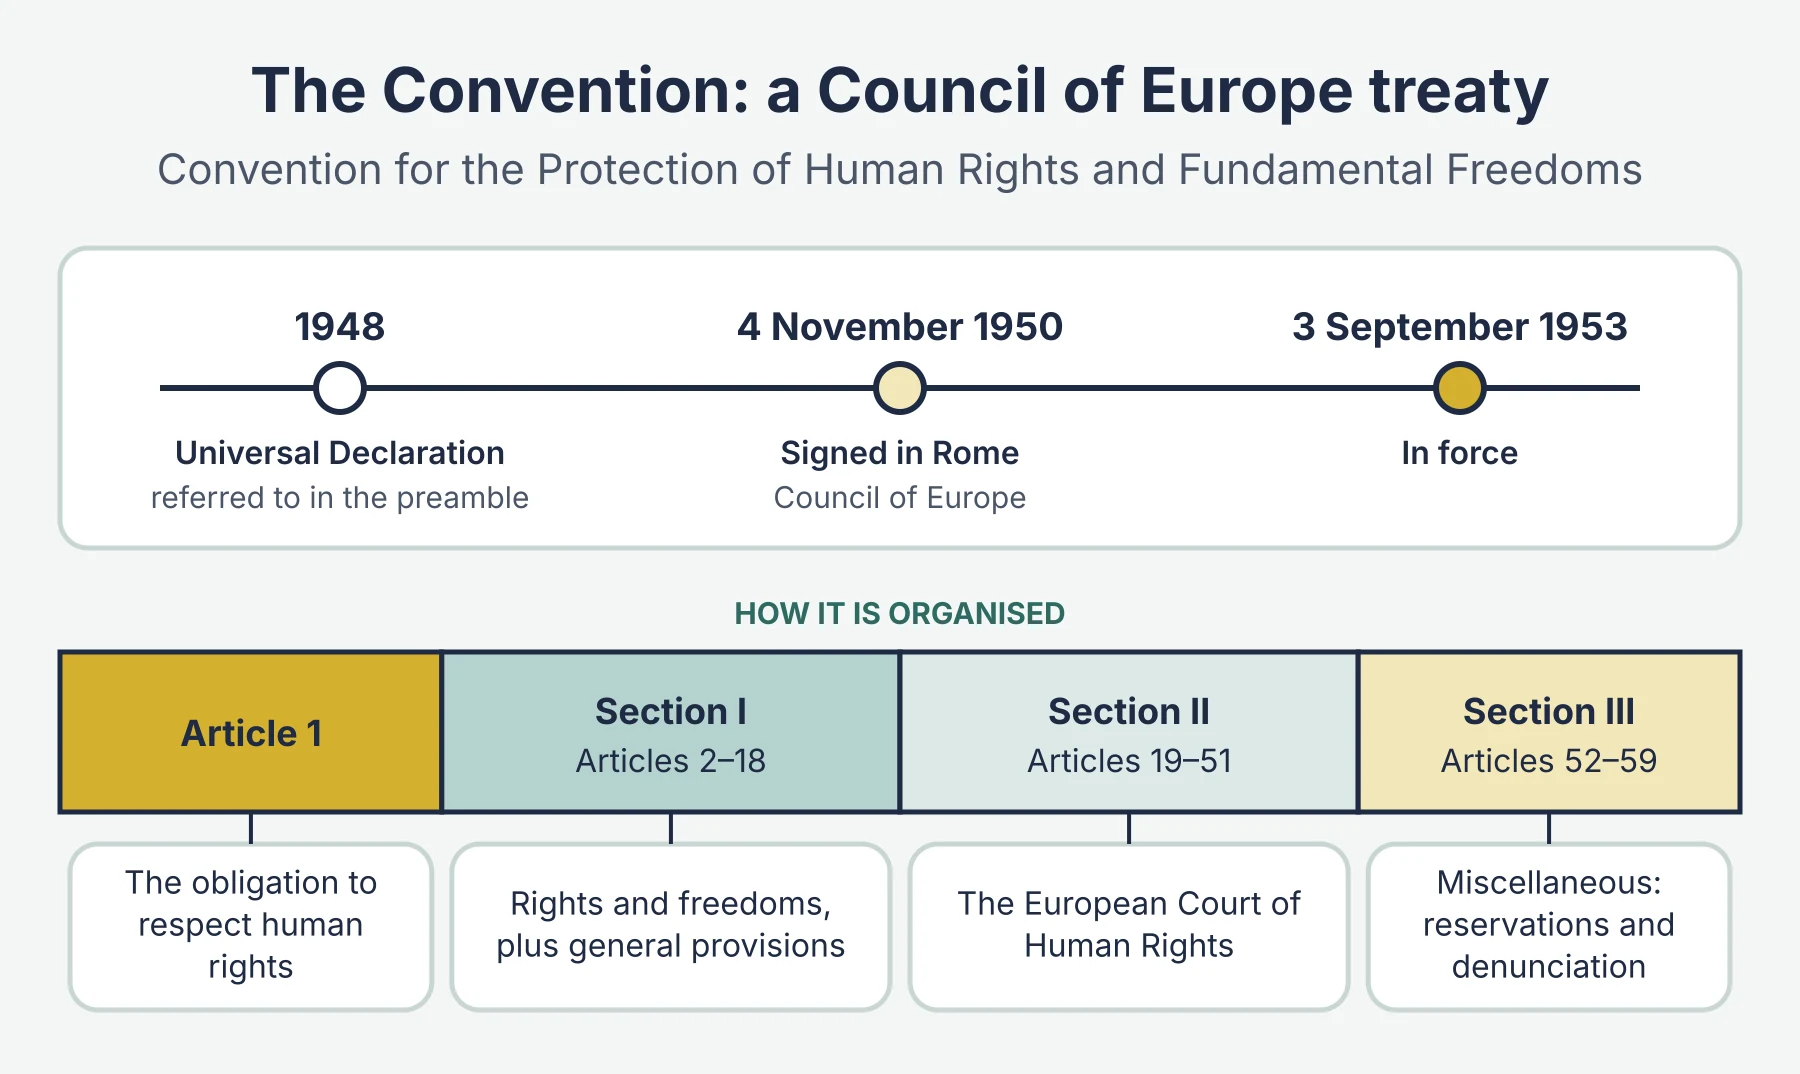 The Convention: a Council of Europe treaty
Convention for the Protection of Human Rights and Fundamental Freedoms
1948
4 November 1950
3 September 1953
Universal Declaration
referred to in the preamble
Signed in Rome
Council of Europe
In force
HOW IT IS ORGANISED
Article 1
Section I
Articles 2–18
Section II
Articles 19–51
Section III
Articles 52–59
The obligation to
respect human
rights
Rights and freedoms,
plus general provisions
The European Court of
Human Rights
Miscellaneous:
reservations and
denunciation